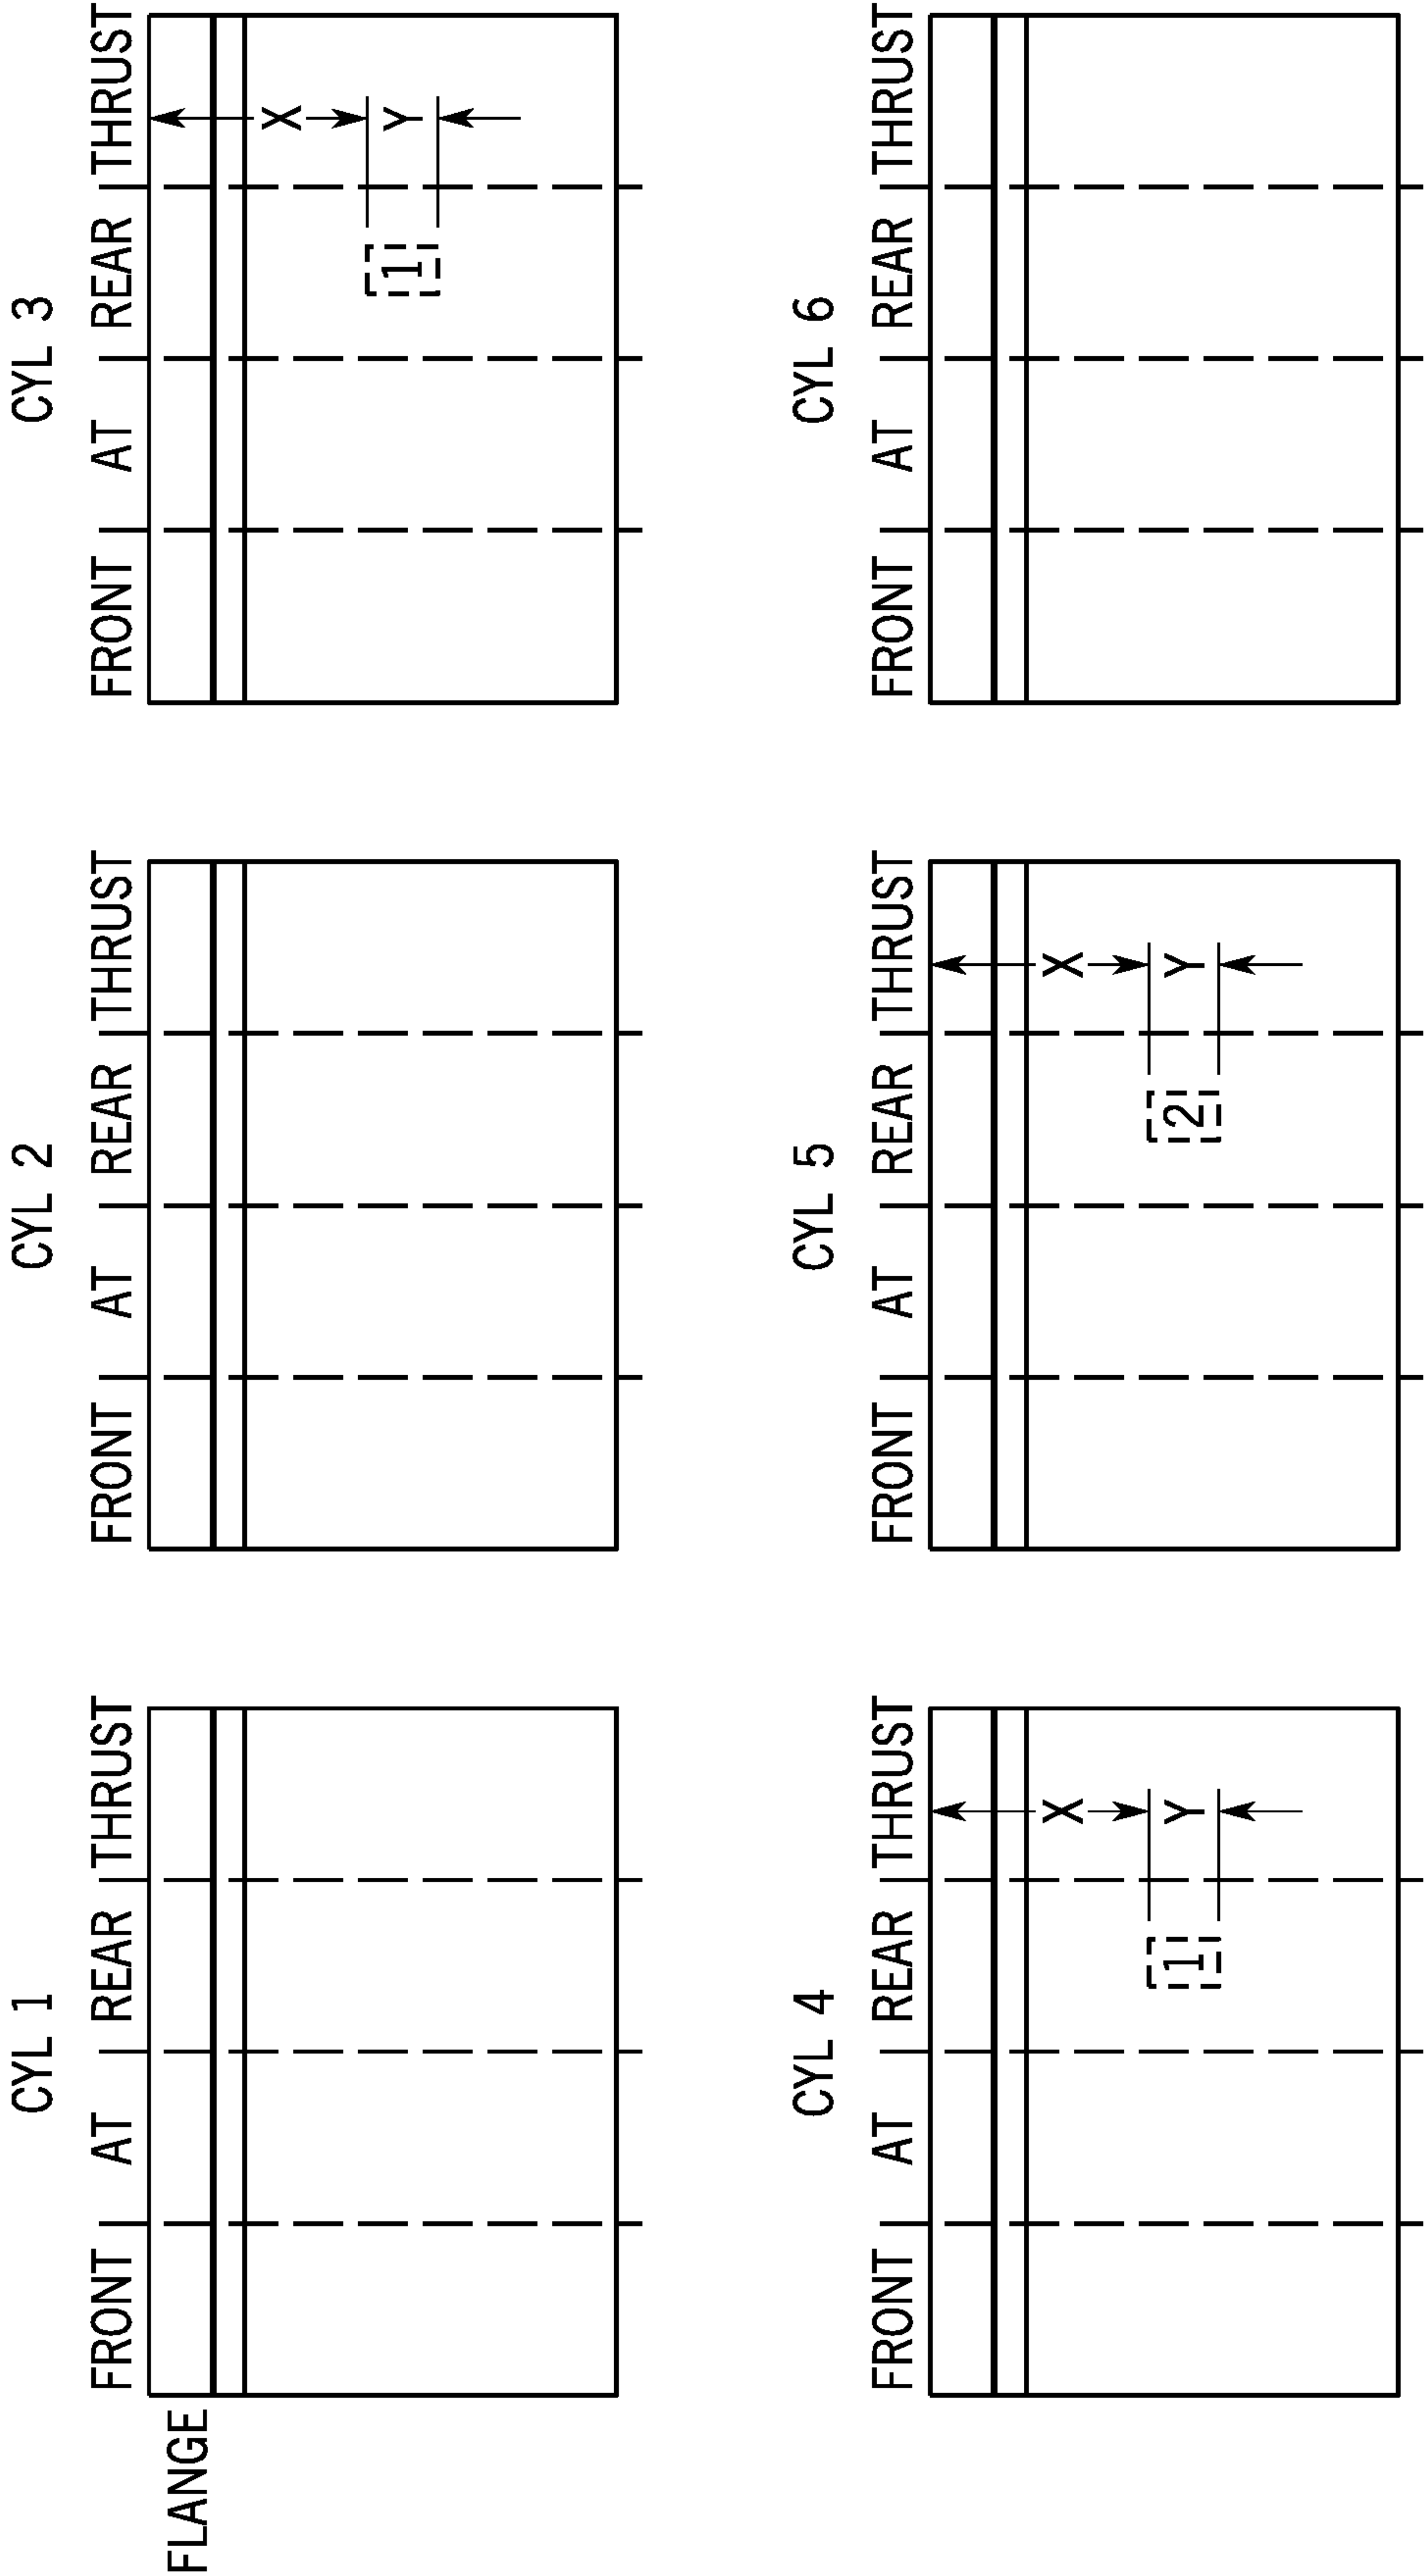 CYL 1
CYL 2
CYL 3
FRONT AT REAR THRUST
FRONT AT REAR THRUST
FRONT AT REAR THRUST
FLANGE
X
Y
1
CYL 4
CYL 5
CYL 6
FRONT AT REAR THRUST
FRONT AT REAR THRUST
FRONT AT REAR THRUST
X
Y
1
X
Y
2